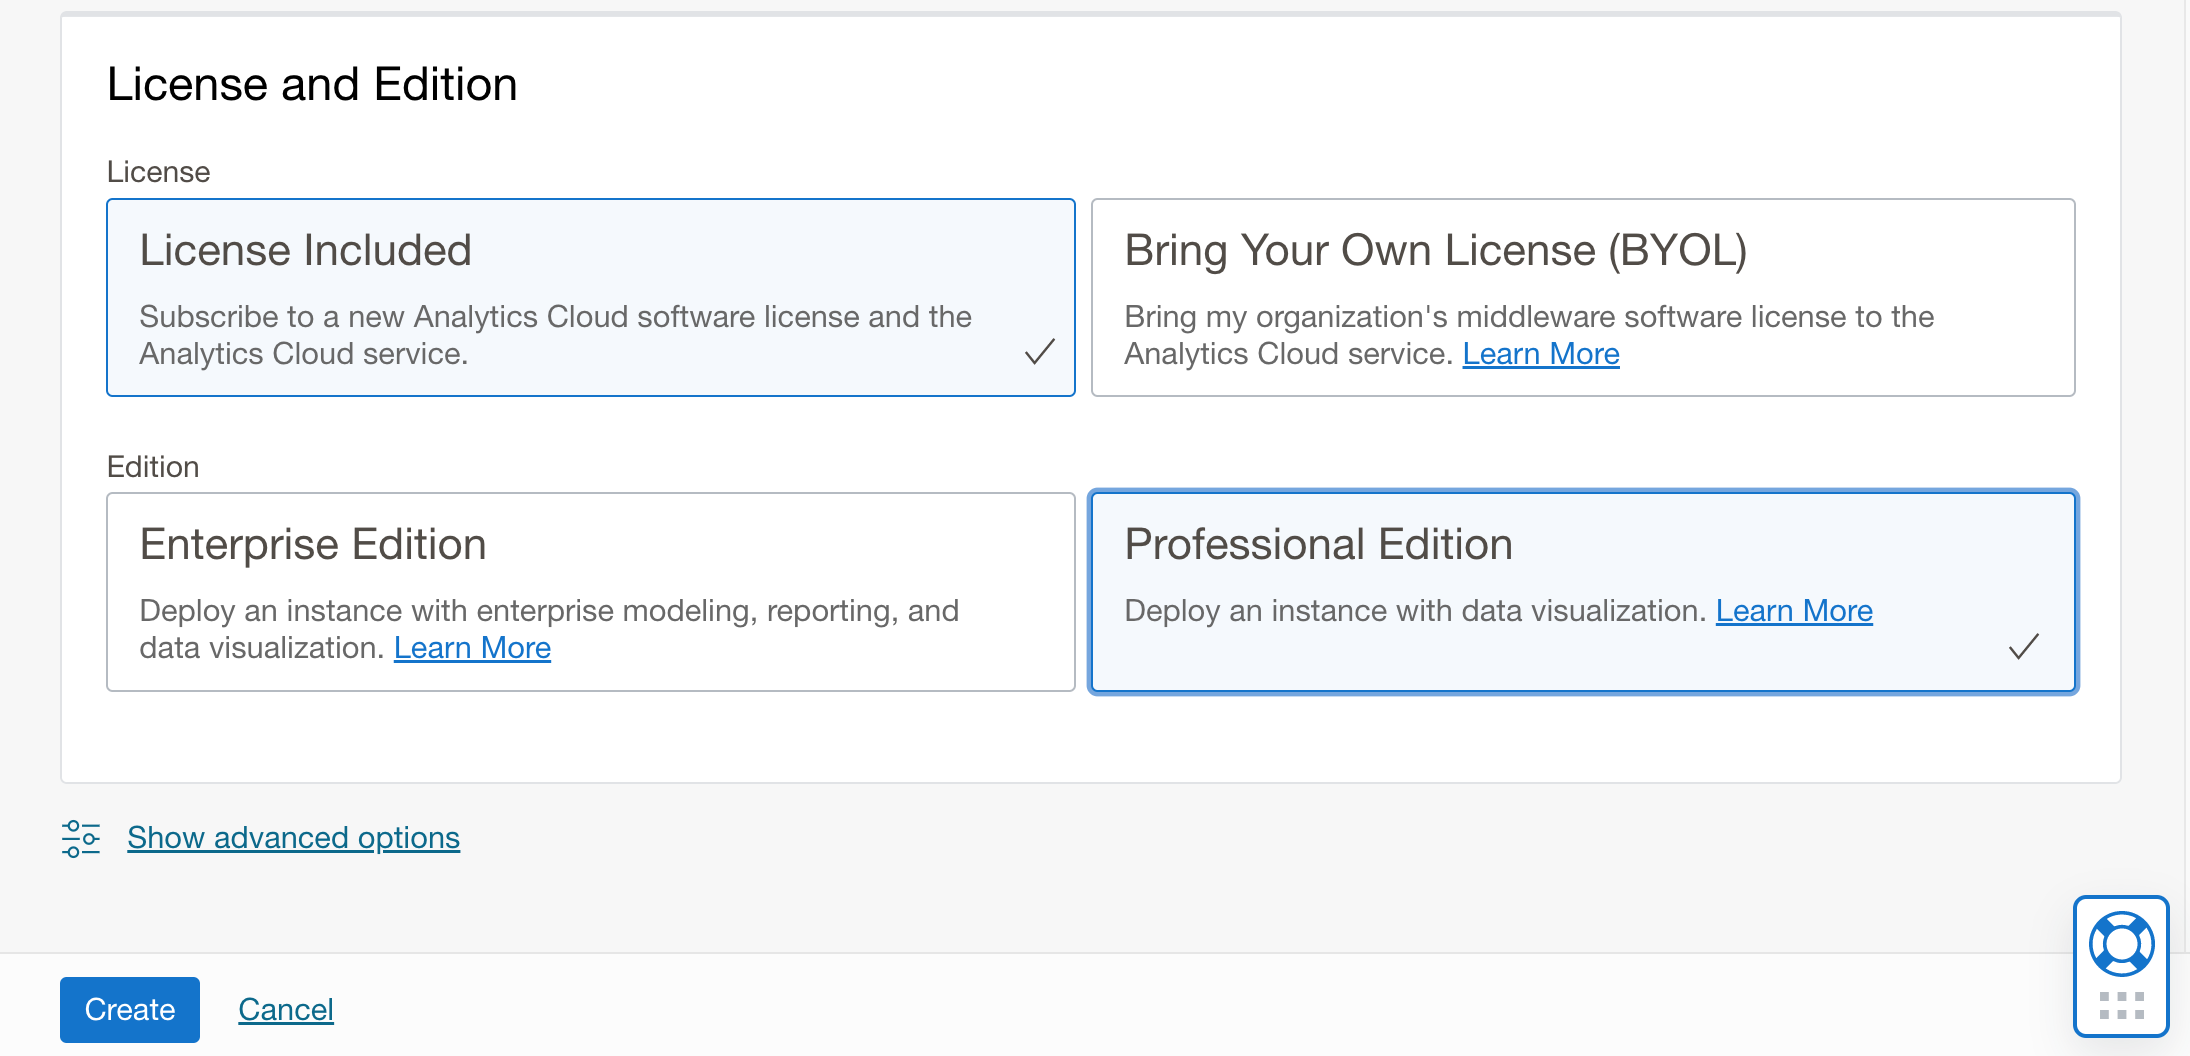 License and Edition
License
License Included
Subscribe to a new Analytics Cloud software license and the
Analytics Cloud service.
Bring Your Own License (BYOL)
Bring my organization's middleware software license to the
Analytics Cloud service. Learn More
Edition
Enterprise Edition
Deploy an instance with enterprise modeling, reporting, and
data visualization. Learn More
Professional Edition
Deploy an instance with data visualization. Learn More
Show advanced options
Create
Cancel